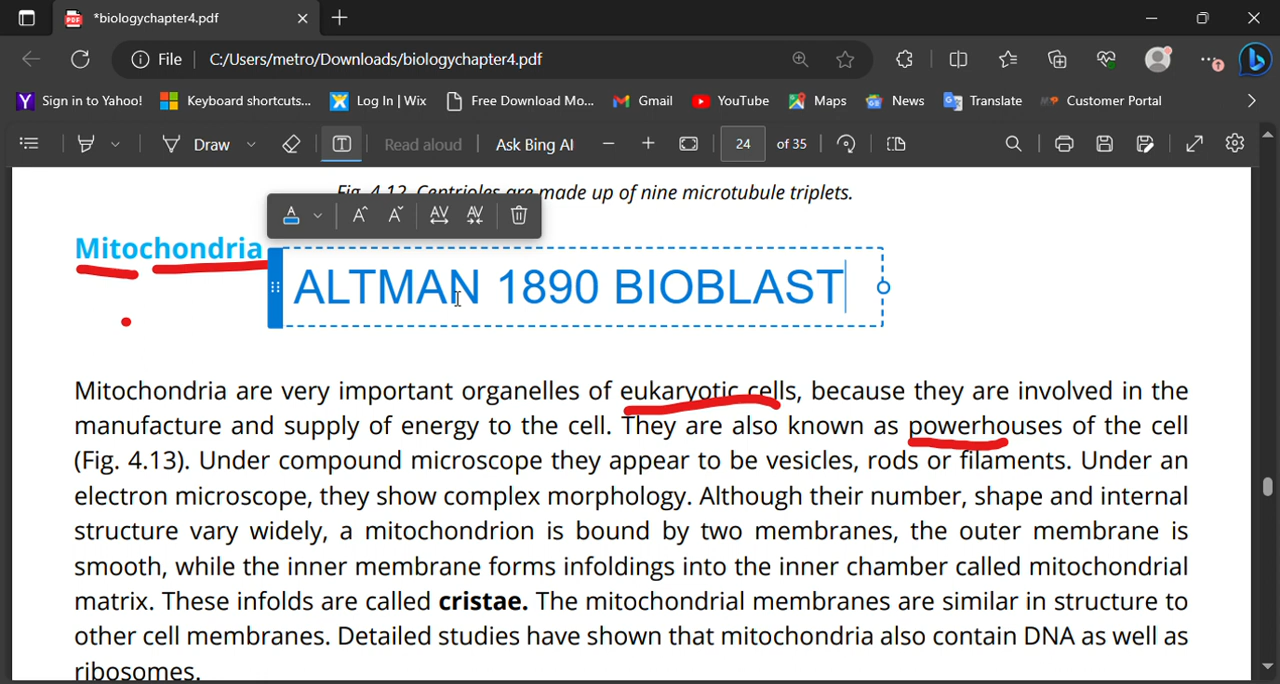 *biologychapter4.pdf
File C:/Users/metro/Downloads/biologychapter4.pdf
Sign in to Yahoo! Keyboard shortcuts... Log In | Wix Free Download Mo... Gmail YouTube Maps News Translate Customer Portal
Draw Read aloud Ask Bing AI 24 of 35
Fig. 4.12 Centrioles are made up of nine microtubule triplets.
Mitochondria
ALTMAN 1890 BIOBLAST
Mitochondria are very important organelles of eukaryotic cells, because they are involved in the
manufacture and supply of energy to the cell. They are also known as powerhouses of the cell
(Fig. 4.13). Under compound microscope they appear to be vesicles, rods or filaments. Under an
electron microscope, they show complex morphology. Although their number, shape and internal
structure vary widely, a mitochondrion is bound by two membranes, the outer membrane is
smooth, while the inner membrane forms infoldings into the inner chamber called mitochondrial
matrix. These infolds are called cristae. The mitochondrial membranes are similar in structure to
other cell membranes. Detailed studies have shown that mitochondria also contain DNA as well as
ribosomes.